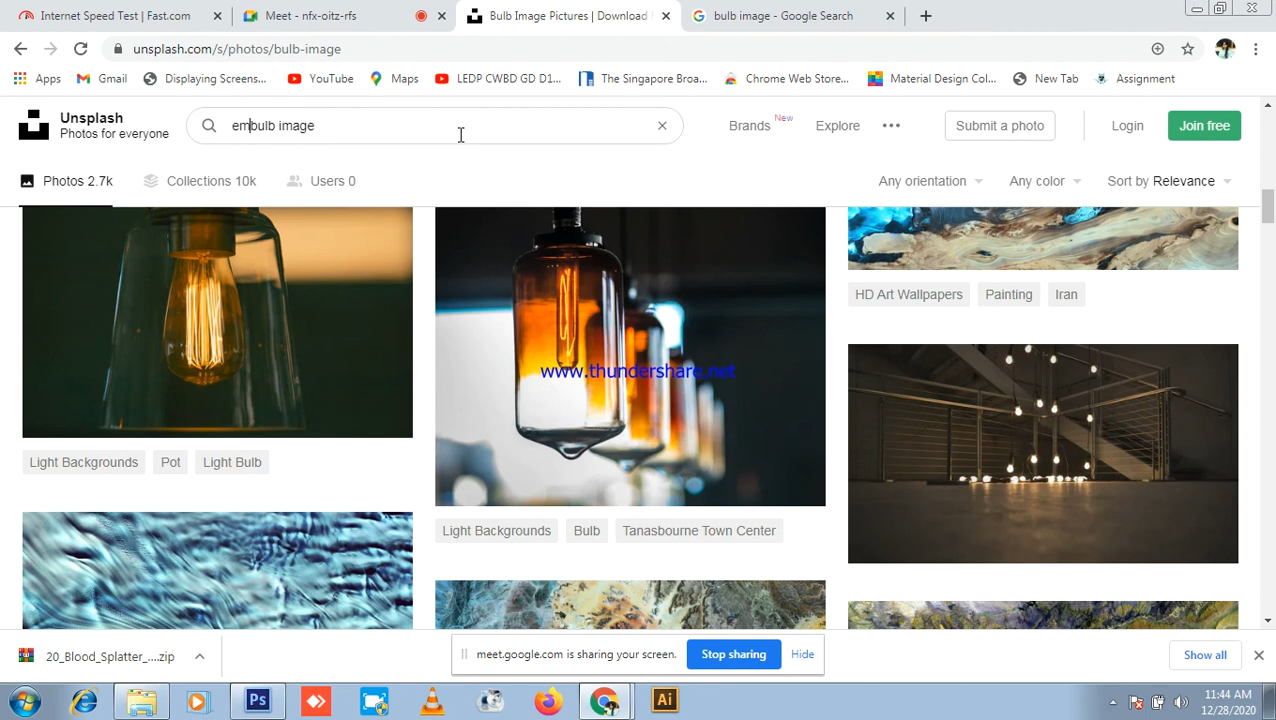 Internet Speed Test | Fast.com
Meet - nfx-oitz-rfs
Bulb Image Pictures | Download
bulb image - Google Search
unsplash.com/s/photos/bulb-image
Apps
Gmail
Displaying Screens...
YouTube
Maps
LEDP CWBD GD D1...
The Singapore Broa...
Chrome Web Store...
Material Design Col...
New Tab
Assignment
Unsplash
Photos for everyone
embulb image
Brands New
Explore
Submit a photo
Login
Join free
Photos 2.7k
Collections 10k
Users 0
Any orientation
Any color
Sort by Relevance
www.thundershare.net
HD Art Wallpapers
Painting
Iran
Light Backgrounds
Pot
Light Bulb
Light Backgrounds
Bulb
Tanasbourne Town Center
20_Blood_Splatter_....zip
meet.google.com is sharing your screen.
Stop sharing
Hide
Show all
Ps
Ai
11:44 AM
12/28/2020